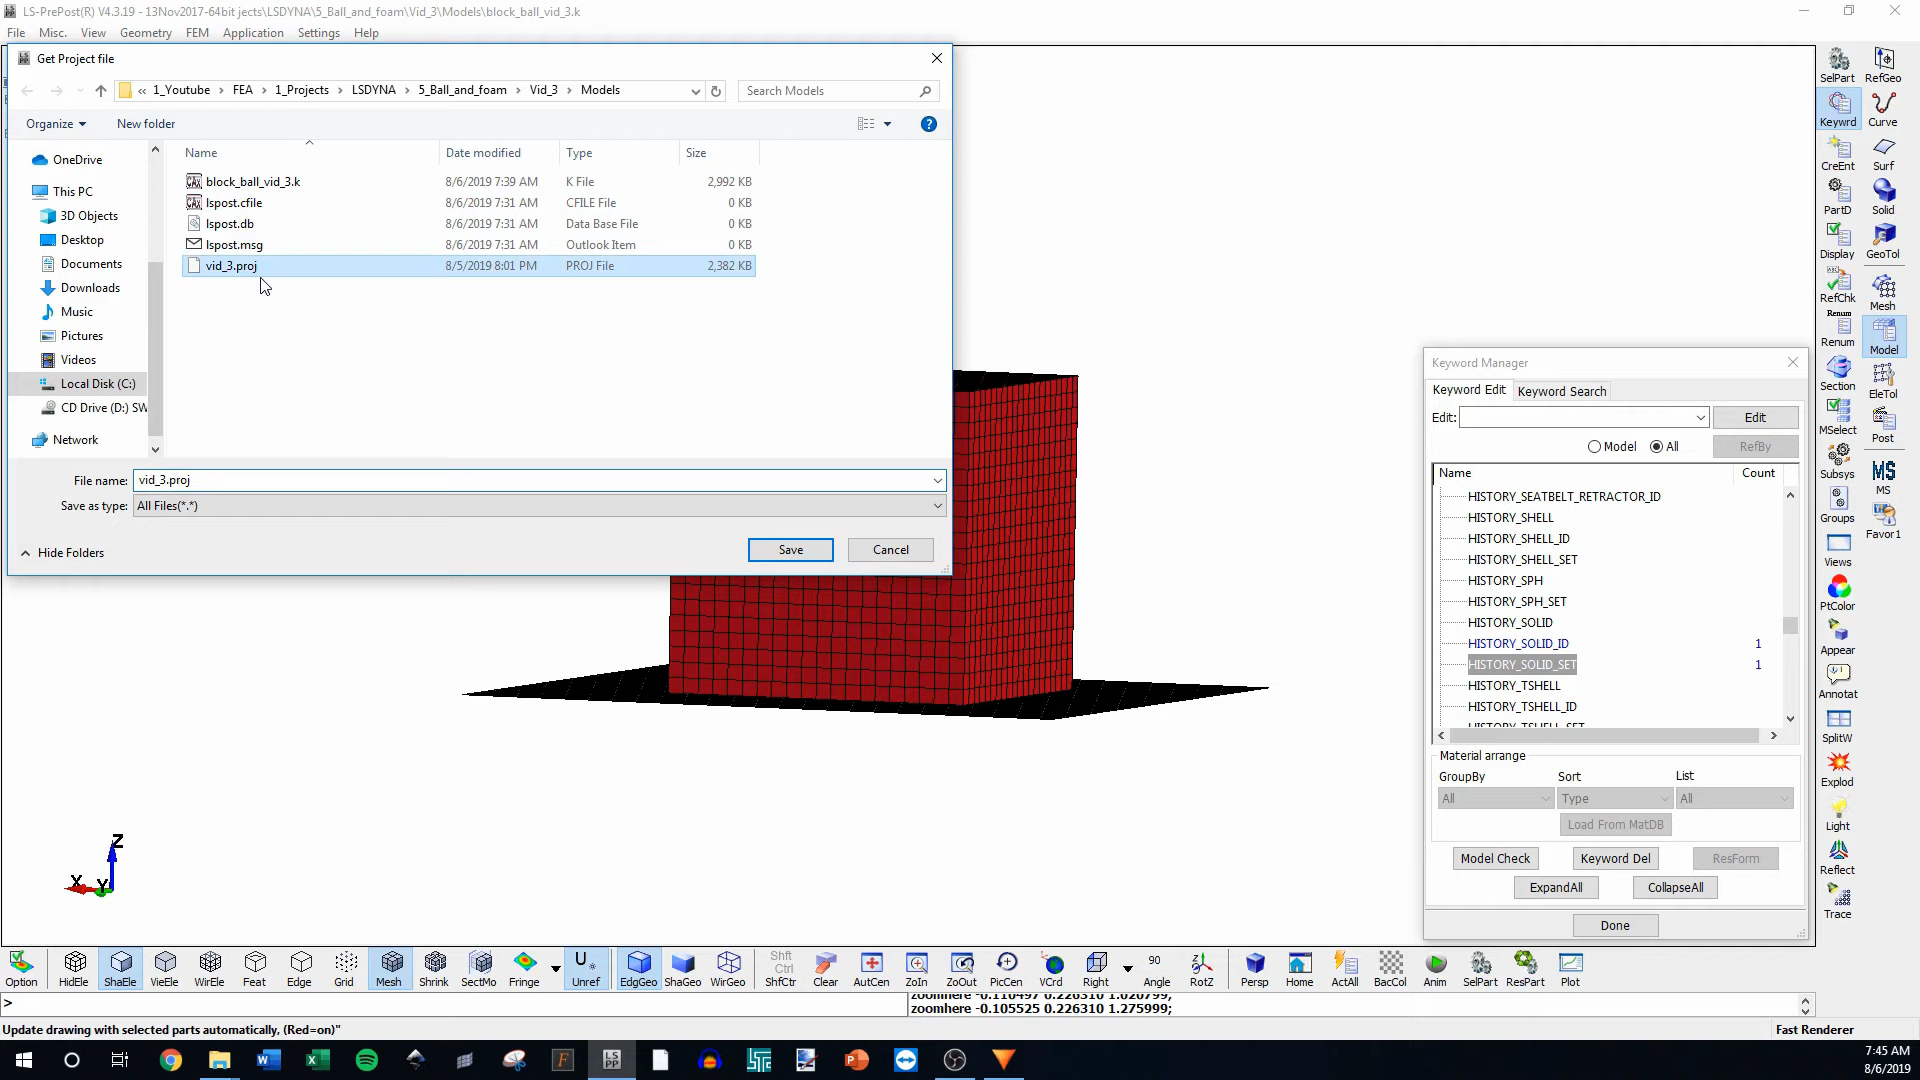 LS-PrePost(R) V4.3.19 - 13Nov2017-64bit jects\LSDYNA\5_Ball_and_foam\Vid_3\Models\block_ball_vid_3.k
File Misc. View Geometry FEM Application Settings Help
Get Project file
« 1_Youtube > FEA > 1_Projects > LSDYNA > 5_Ball_and_foam > Vid_3 > Models
Search Models
Organize New folder
Name Date modified Type Size
block_ball_vid_3.k 8/6/2019 7:39 AM K File 2,992 KB
lspost.cfile 8/6/2019 7:31 AM CFILE File 0 KB
lspost.db 8/6/2019 7:31 AM Data Base File 0 KB
lspost.msg 8/6/2019 7:31 AM Outlook Item 0 KB
vid_3.proj 8/5/2019 8:01 PM PROJ File 2,382 KB
OneDrive
This PC
3D Objects
Desktop
Documents
Downloads
Music
Pictures
Videos
Local Disk (C:)
CD Drive (D:) SW
Network
File name: vid_3.proj
Save as type: All Files(*.*)
Hide Folders
Save Cancel
Keyword Manager
Keyword Edit Keyword Search
Edit: Edit
Model All RefBy
Name Count
HISTORY_SEATBELT_RETRACTOR_ID
HISTORY_SHELL
HISTORY_SHELL_ID
HISTORY_SHELL_SET
HISTORY_SPH
HISTORY_SPH_SET
HISTORY_SOLID
HISTORY_SOLID_ID 1
HISTORY_SOLID_SET 1
HISTORY_TSHELL
HISTORY_TSHELL_ID
HISTORY_TSHELL_SET
Material arrange
GroupBy Sort List
All Type All
Load From MatDB
Model Check Keyword Del ResForm
ExpandAll CollapseAll
Done
SelPart RefGeo
Keywrd Curve
CreEnt Surf
PartD Solid
Display GeoTol
RefChk Mesh
Renum
Renum Model
Section EleTol
MSelect Post
Subsys MS
MS
Groups Favor1
Views
PtColor
Appear
Annotat
SplitW
Explod
Light
Reflect
Trace
Z
X Y
Option HidEle ShaEle VieEle WirEle Feat Edge Grid Mesh Shrink SectMo Fringe Unref EdgGeo ShaGeo WirGeo ShfCtr Clear AutCen ZoIn ZoOut PicCen VCrd Right Angle RotZ Persp Home ActAll BacCol Anim SelPart ResPart Plot
U
Shft
Ctrl
90
>
zoomhere -0.110497 0.226310 1.020799;
zoomhere -0.105525 0.226310 1.275999;
Update drawing with selected parts automatically, (Red=on)"
Fast Renderer
7:45 AM
8/6/2019